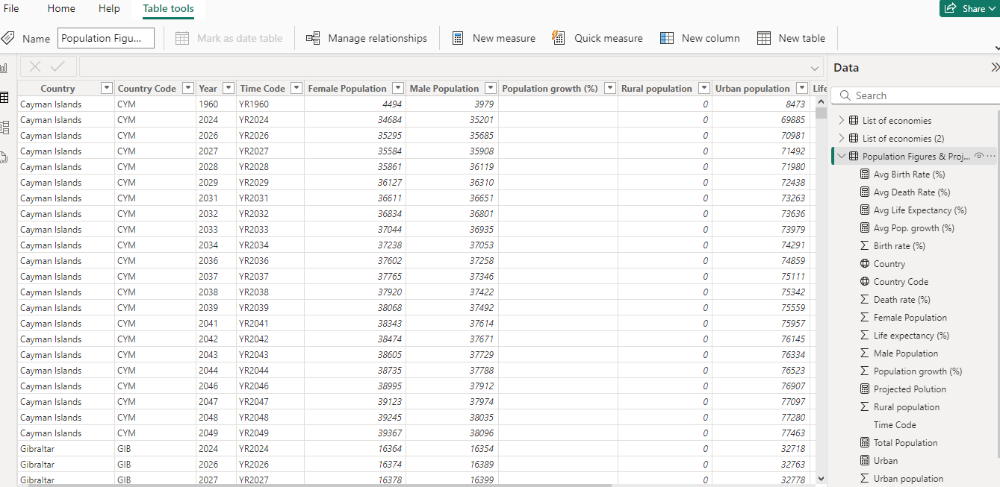 File Home Help Table tools Share
Name Population Figu... Mark as date table Manage relationships New measure Quick measure New column New table
Data
Search
Country Country Code Year Time Code Female Population Male Population Population growth (%) Rural population Urban population Life
Cayman Islands CYM 1960 YR1960 4494 3979 0 8473
Cayman Islands CYM 2024 YR2024 34684 35201 0 69885
Cayman Islands CYM 2026 YR2026 35295 35685 0 70981
Cayman Islands CYM 2027 YR2027 35584 35908 0 71492
Cayman Islands CYM 2028 YR2028 35861 36119 0 71980
Cayman Islands CYM 2029 YR2029 36127 36310 0 72438
Cayman Islands CYM 2031 YR2031 36611 36651 0 73263
Cayman Islands CYM 2032 YR2032 36834 36801 0 73636
Cayman Islands CYM 2033 YR2033 37044 36935 0 73979
Cayman Islands CYM 2034 YR2034 37238 37053 0 74291
Cayman Islands CYM 2036 YR2036 37602 37258 0 74859
Cayman Islands CYM 2037 YR2037 37765 37346 0 75111
Cayman Islands CYM 2038 YR2038 37920 37422 0 75342
Cayman Islands CYM 2039 YR2039 38068 37492 0 75559
Cayman Islands CYM 2041 YR2041 38343 37614 0 75957
Cayman Islands CYM 2042 YR2042 38474 37671 0 76145
Cayman Islands CYM 2043 YR2043 38605 37729 0 76334
Cayman Islands CYM 2044 YR2044 38735 37788 0 76523
Cayman Islands CYM 2046 YR2046 38995 37912 0 76907
Cayman Islands CYM 2047 YR2047 39123 37974 0 77097
Cayman Islands CYM 2048 YR2048 39245 38035 0 77280
Cayman Islands CYM 2049 YR2049 39367 38096 0 77463
Gibraltar GIB 2024 YR2024 16364 16354 0 32718
Gibraltar GIB 2026 YR2026 16374 16389 0 32763
Gibraltar GIB 2027 YR2027 16378 16399 0 32778
List of economies
List of economies (2)
Population Figures & Proj...
Avg Birth Rate (%)
Avg Death Rate (%)
Avg Life Expectancy (%)
Avg Pop. growth (%)
Birth rate (%)
Country
Country Code
Death rate (%)
Female Population
Life expectancy (%)
Male Population
Population growth (%)
Projected Polution
Rural population
Time Code
Total Population
Urban
Urban population